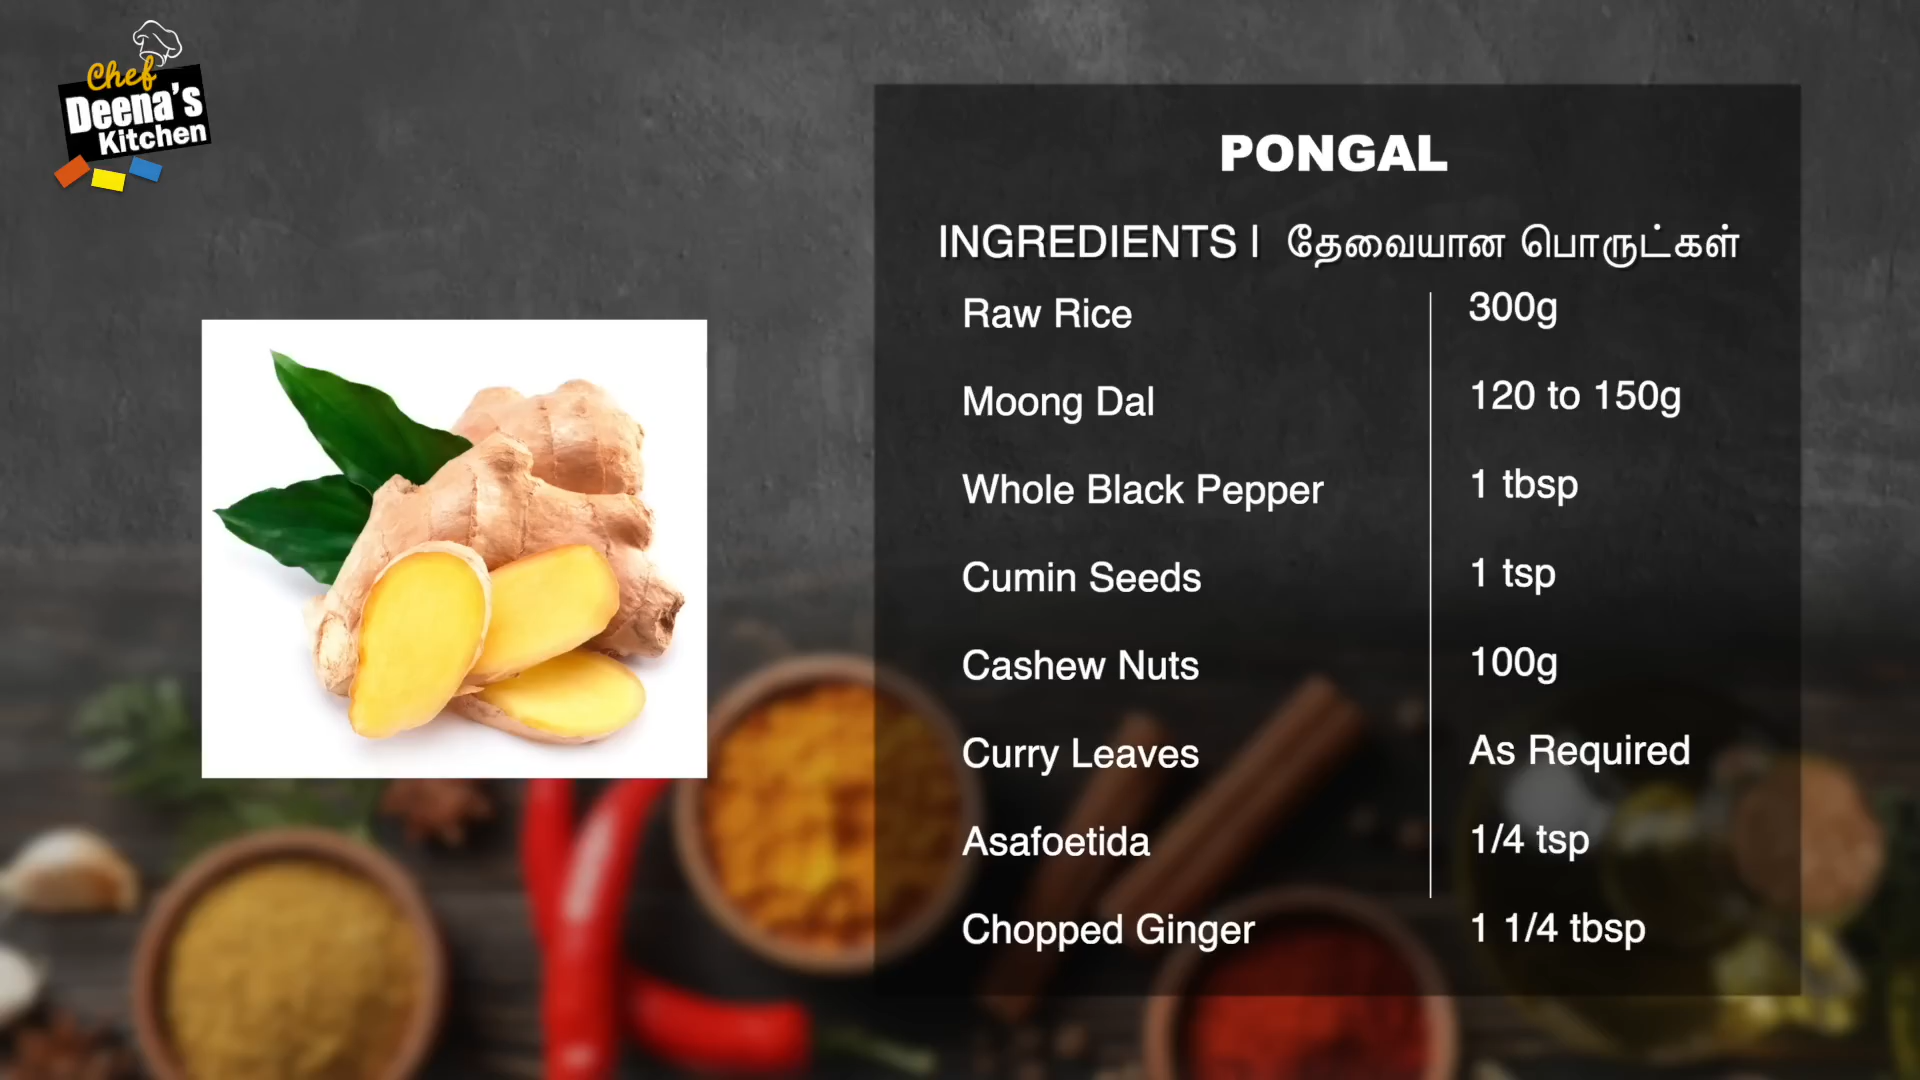 Chef
Deena's
Kitchen
PONGAL
INGREDIENTS | தேவையான பொருட்கள்
Raw Rice 300g
Moong Dal 120 to 150g
Whole Black Pepper 1 tbsp
Cumin Seeds 1 tsp
Cashew Nuts 100g
Curry Leaves As Required
Asafoetida 1/4 tsp
Chopped Ginger 1 1/4 tbsp